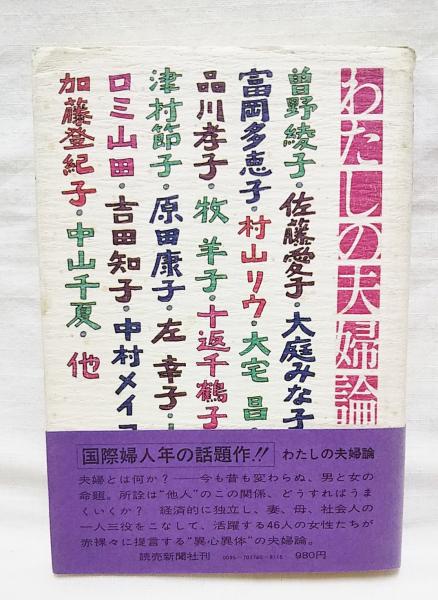 わたしの夫婦論
曽野綾子・佐藤愛子・大庭みな子
富岡多恵子・村山リウ・大宅昌
品川孝子・牧羊子・十返千鶴子
津村節子・原田康子・左幸子・
ロミ山田・吉田知子・中村メイコ
加藤登紀子・中山千夏・他
国際婦人年の話題作!! わたしの夫婦論
夫婦とは何か?――今も昔も変わらぬ、男と女の
命題。所詮は“他人”のこの関係、どうすればうま
くいくか? 経済的に独立し、妻、母、社会人の
一人三役をこなして、活躍する46人の女性たちが
赤裸々に提言する“異心異体”の夫婦論。
読売新聞社刊 980円